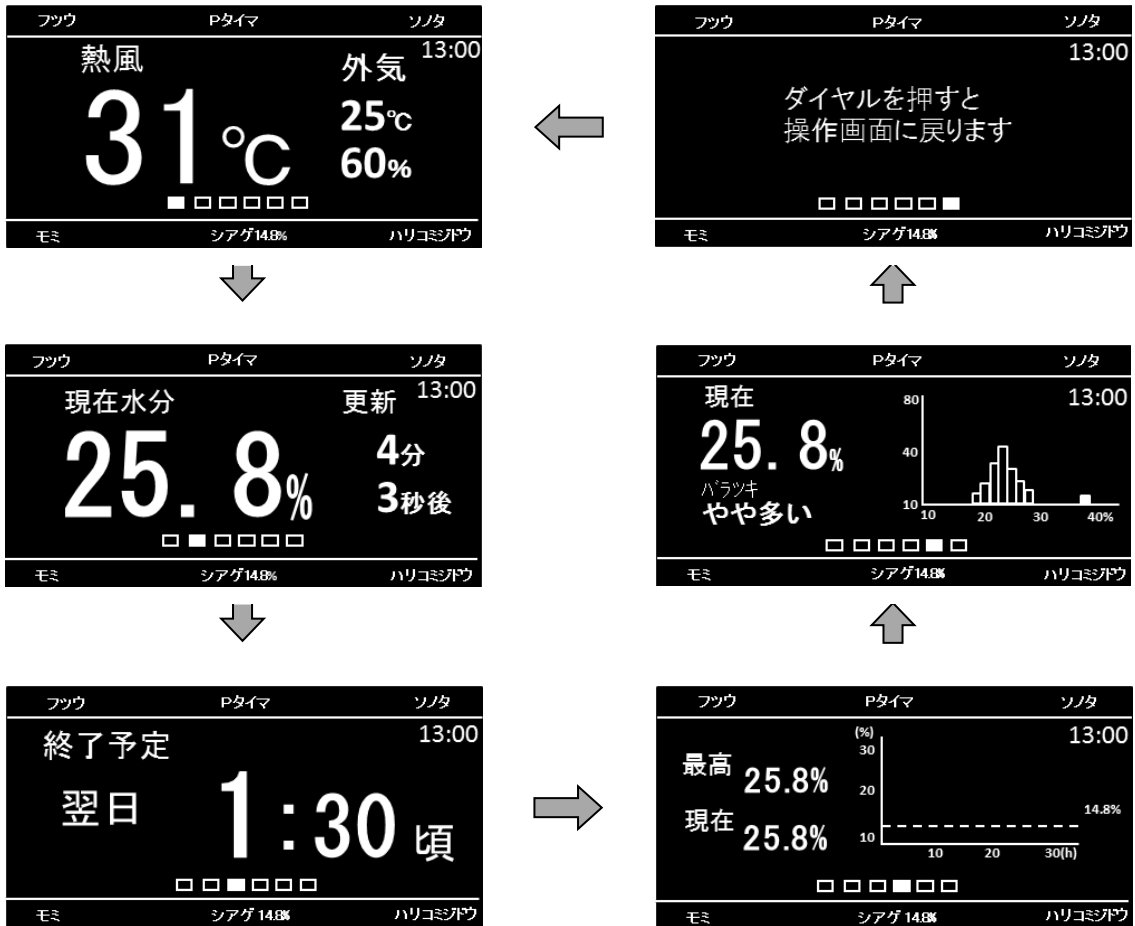 フツウ Pタイマ ソノタ
13:00
熱風
31℃
外気
25℃
60%
モミ シアゲ14.8% ハリコミジドウ
フツウ Pタイマ ソノタ
13:00
現在水分
25.8%
更新
4分
3秒後
モミ シアゲ14.8% ハリコミジドウ
フツウ Pタイマ ソノタ
13:00
終了予定
翌日 1:30頃
モミ シアゲ14.8% ハリコミジドウ
フツウ Pタイマ ソノタ
13:00
最高 25.8%
現在 25.8%
(%)
30
20
10
14.8%
10 20 30(h)
モミ シアゲ14.8% ハリコミジドウ
フツウ Pタイマ ソノタ
13:00
現在
25.8%
バラツキ
やや多い
80
40
10
10 20 30 40%
モミ シアゲ14.8% ハリコミジドウ
フツウ Pタイマ ソノタ
13:00
ダイヤルを押すと
操作画面に戻ります
モミ シアゲ14.8% ハリコミジドウ